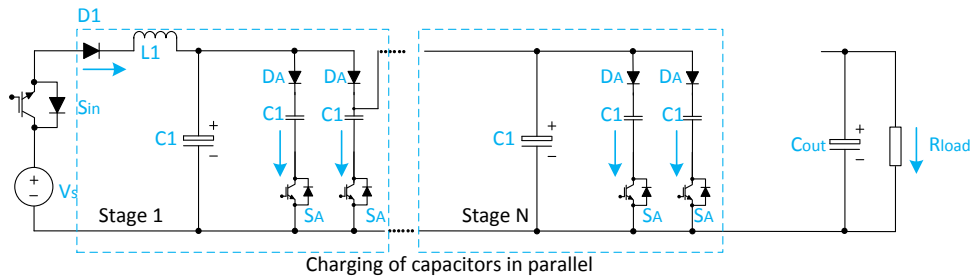 D1
L1
Sin
Vs
C1
+
−
DA
C1
SA
DA
C1
SA
Stage 1
C1
+
−
DA
C1
SA
DA
C1
SA
Stage N
Cout
+
−
Rload
+
−
Charging of capacitors in parallel